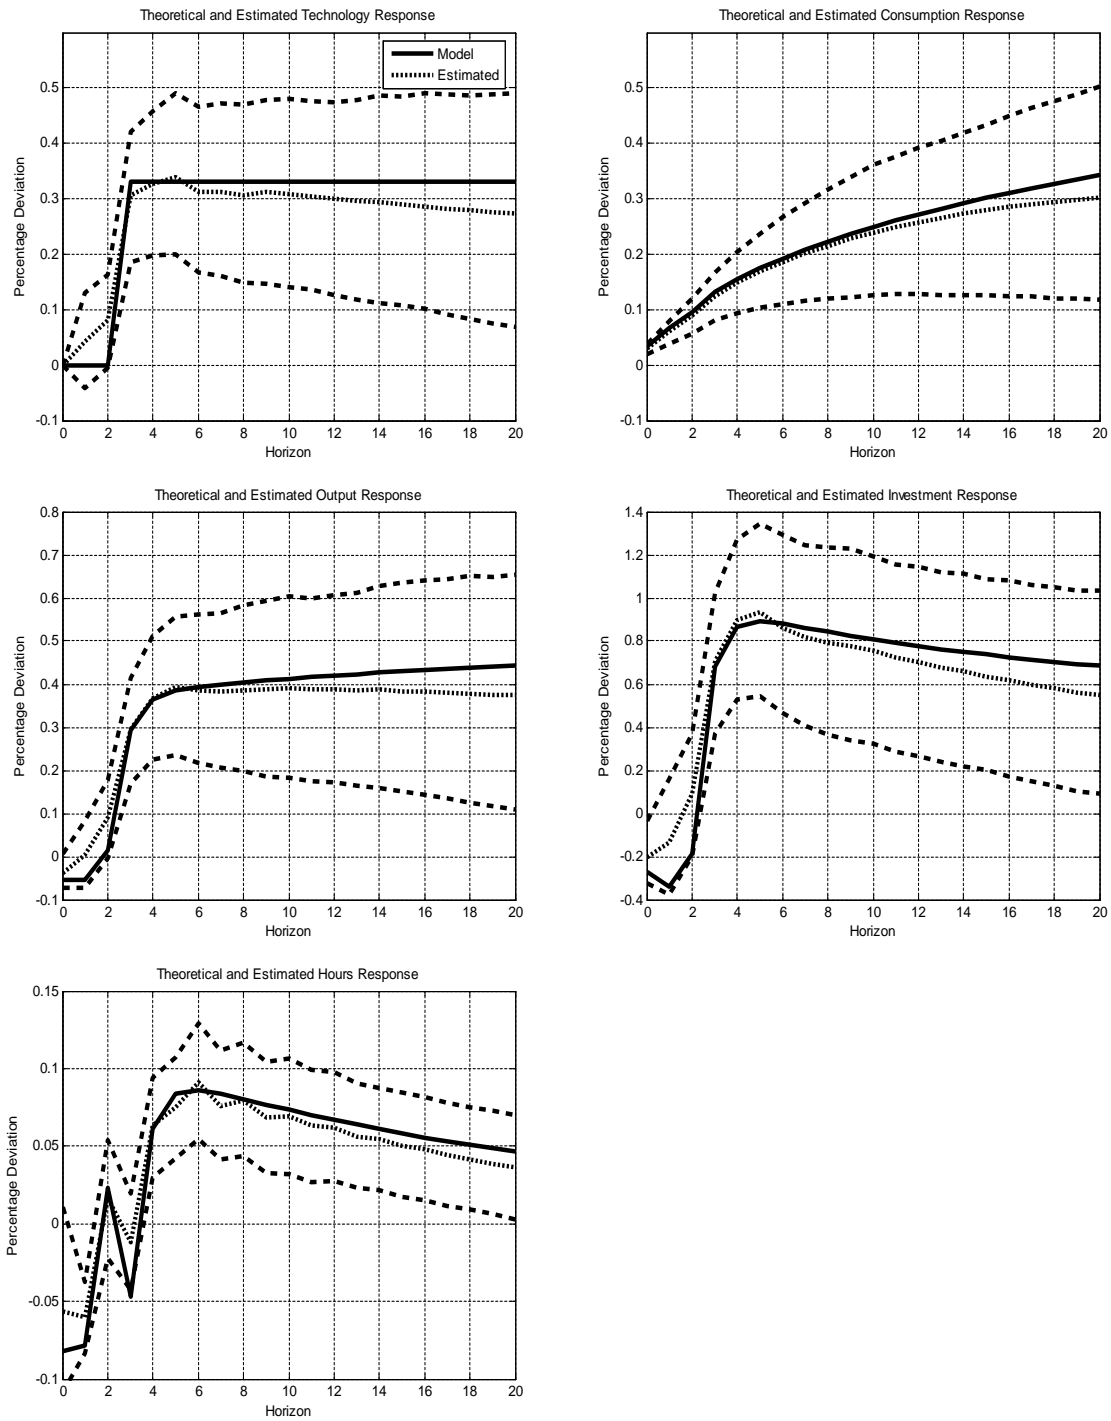 Theoretical and Estimated Technology Response
Model
Estimated
Percentage Deviation
0.5
0.4
0.3
0.2
0.1
0
-0.1
0 2 4 6 8 10 12 14 16 18 20
Horizon
Theoretical and Estimated Consumption Response
Percentage Deviation
0.5
0.4
0.3
0.2
0.1
0
-0.1
0 2 4 6 8 10 12 14 16 18 20
Horizon
Theoretical and Estimated Output Response
Percentage Deviation
0.8
0.7
0.6
0.5
0.4
0.3
0.2
0.1
0
-0.1
0 2 4 6 8 10 12 14 16 18 20
Horizon
Theoretical and Estimated Investment Response
Percentage Deviation
1.4
1.2
1
0.8
0.6
0.4
0.2
0
-0.2
-0.4
0 2 4 6 8 10 12 14 16 18 20
Horizon
Theoretical and Estimated Hours Response
Percentage Deviation
0.15
0.1
0.05
0
-0.05
-0.1
0 2 4 6 8 10 12 14 16 18 20
Horizon